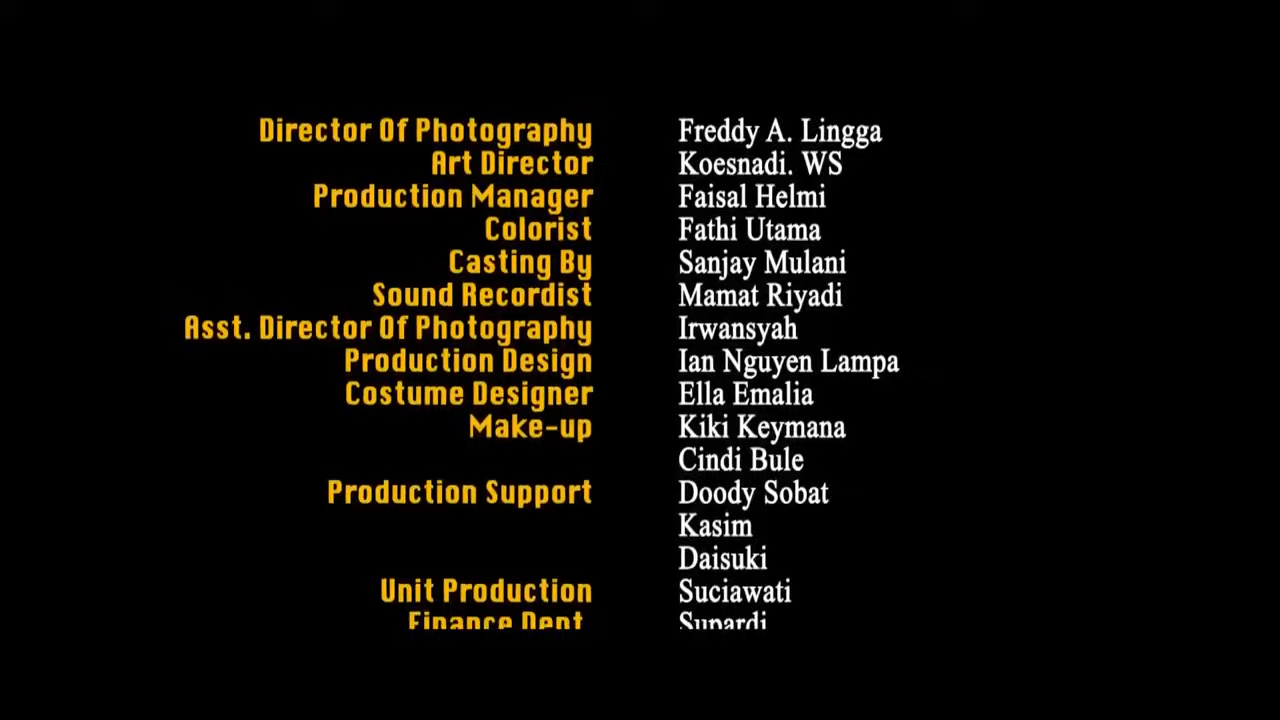 Director Of Photography Freddy A. Lingga
Art Director Koesnadi. WS
Production Manager Faisal Helmi
Colorist Fathi Utama
Casting By Sanjay Mulani
Sound Recordist Mamat Riyadi
Asst. Director Of Photography Irwansyah
Production Design Ian Nguyen Lampa
Costume Designer Ella Emalia
Make-up Kiki Keymana
Cindi Bule
Production Support Doody Sobat
Kasim
Daisuki
Unit Production Suciawati
Finance Dept. Supardi